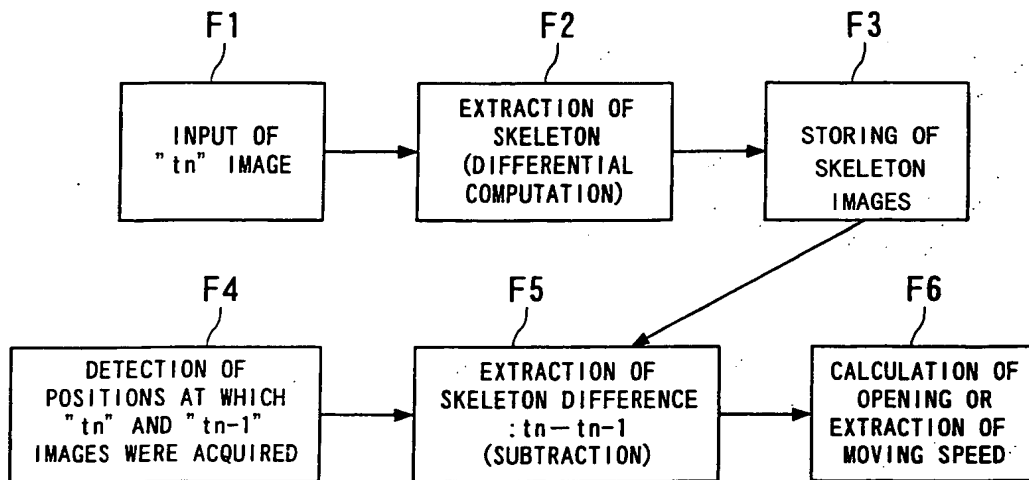 F1
F2
F3
INPUT OF
"tn" IMAGE
EXTRACTION OF
SKELETON
(DIFFERENTIAL
COMPUTATION)
STORING OF
SKELETON
IMAGES
F4
F5
F6
DETECTION OF
POSITIONS AT WHICH
"tn" AND "tn-1"
IMAGES WERE ACQUIRED
EXTRACTION OF
SKELETON DIFFERENCE
:tn—tn-1
(SUBTRACTION)
CALCULATION OF
OPENING OR
EXTRACTION OF
MOVING SPEED